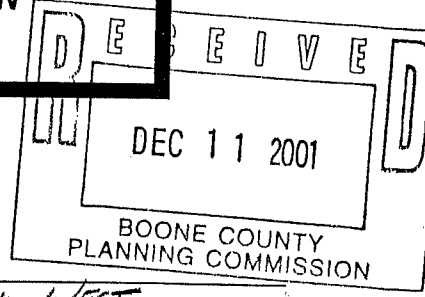 N
RECEIVED
DEC 11 2001
BOONE COUNTY
PLANNING COMMISSION